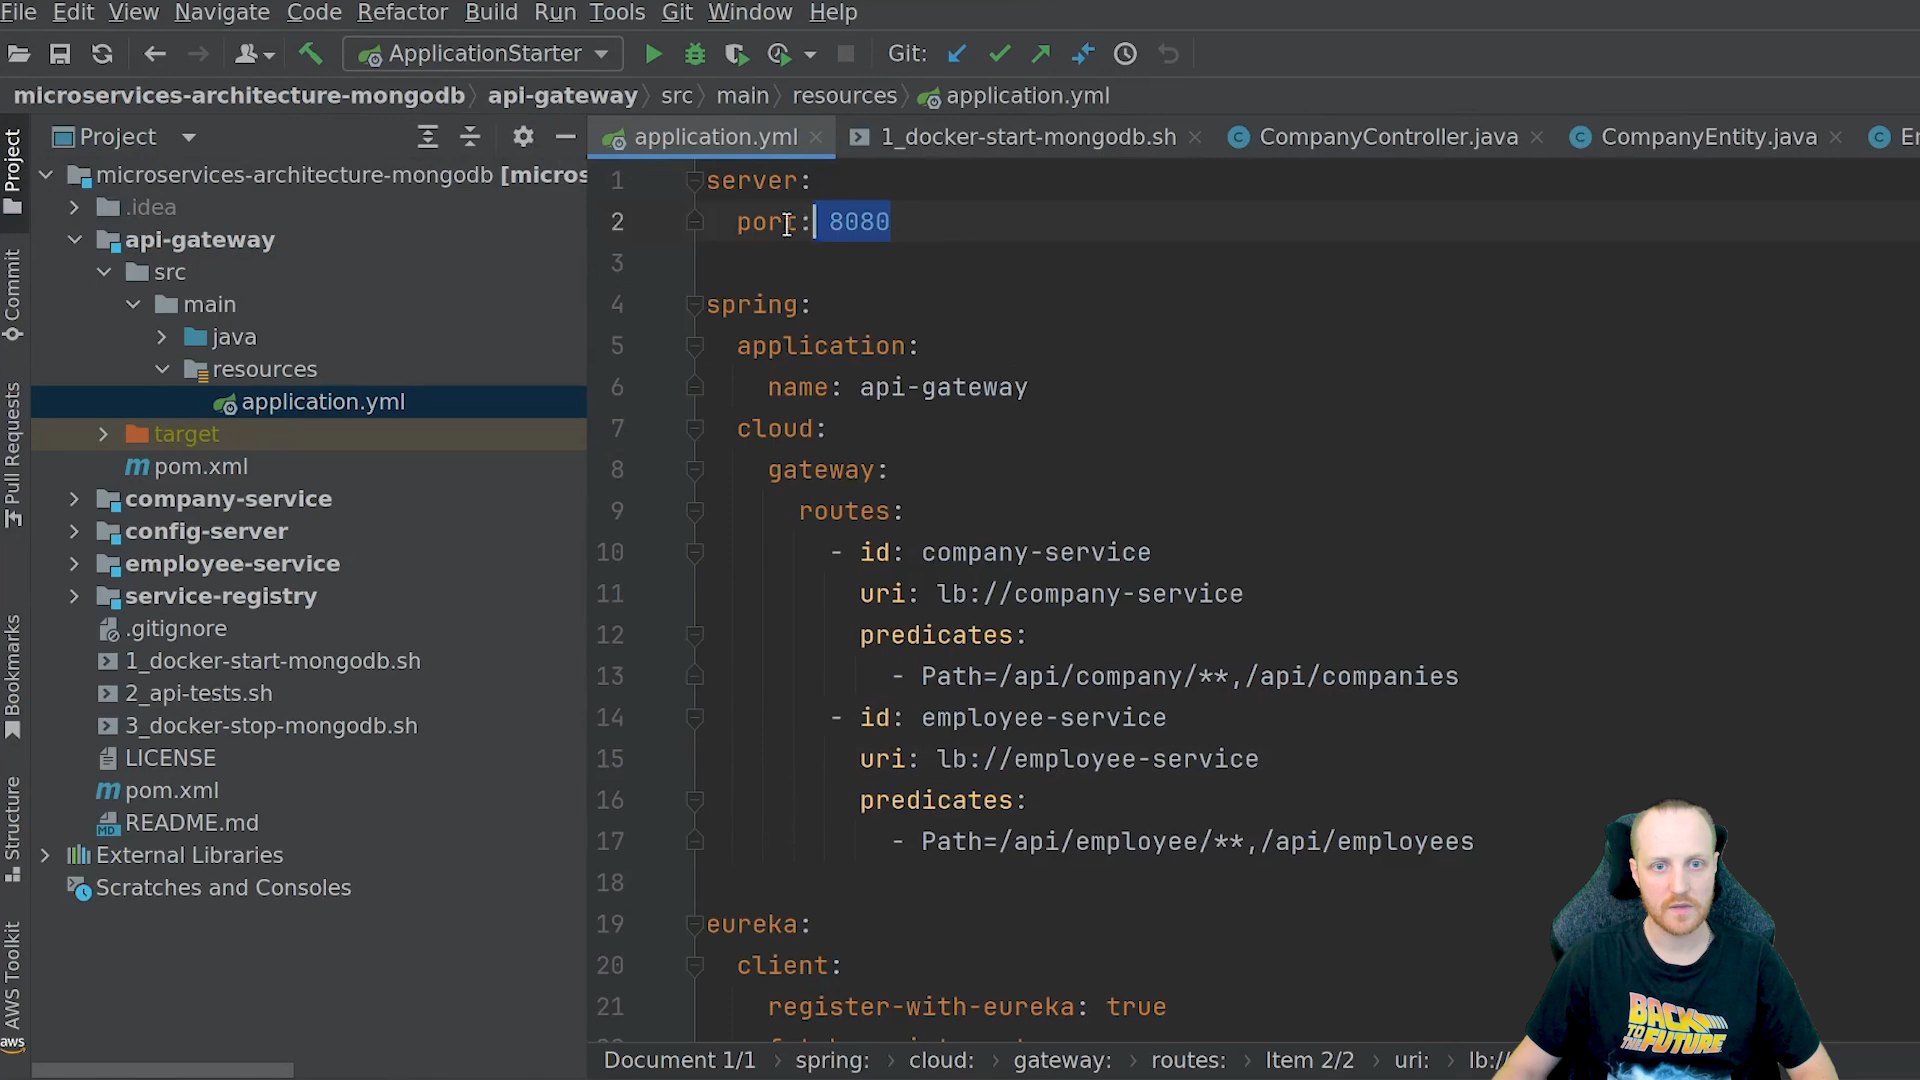 File Edit View Navigate Code Refactor Build Run Tools Git Window Help
ApplicationStarter Git:
microservices-architecture-mongodb api-gateway src main resources application.yml
Project
application.yml 1_docker-start-mongodb.sh CompanyController.java CompanyEntity.java
microservices-architecture-mongodb [micros
.idea
api-gateway
src
main
java
resources
application.yml
target
pom.xml
company-service
config-server
employee-service
service-registry
.gitignore
1_docker-start-mongodb.sh
2_api-tests.sh
3_docker-stop-mongodb.sh
LICENSE
pom.xml
README.md
External Libraries
Scratches and Consoles
Project
Commit
Pull Requests
Bookmarks
Structure
AWS Toolkit
aws
1 server:
2 port: 8080
3
4 spring:
5 application:
6 name: api-gateway
7 cloud:
8 gateway:
9 routes:
10 - id: company-service
11 uri: lb://company-service
12 predicates:
13 - Path=/api/company/**,/api/companies
14 - id: employee-service
15 uri: lb://employee-service
16 predicates:
17 - Path=/api/employee/**,/api/employees
18
19 eureka:
20 client:
21 register-with-eureka: true
Document 1/1 spring: cloud: gateway: routes: Item 2/2 uri: lb:/
BACK
TO THE
FUTURE